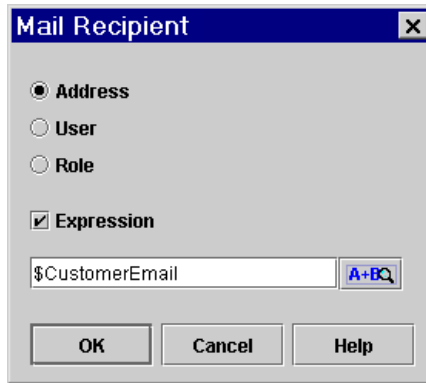 Mail Recipient
Address
User
Role
Expression
$CustomerEmail A+B
OK Cancel Help